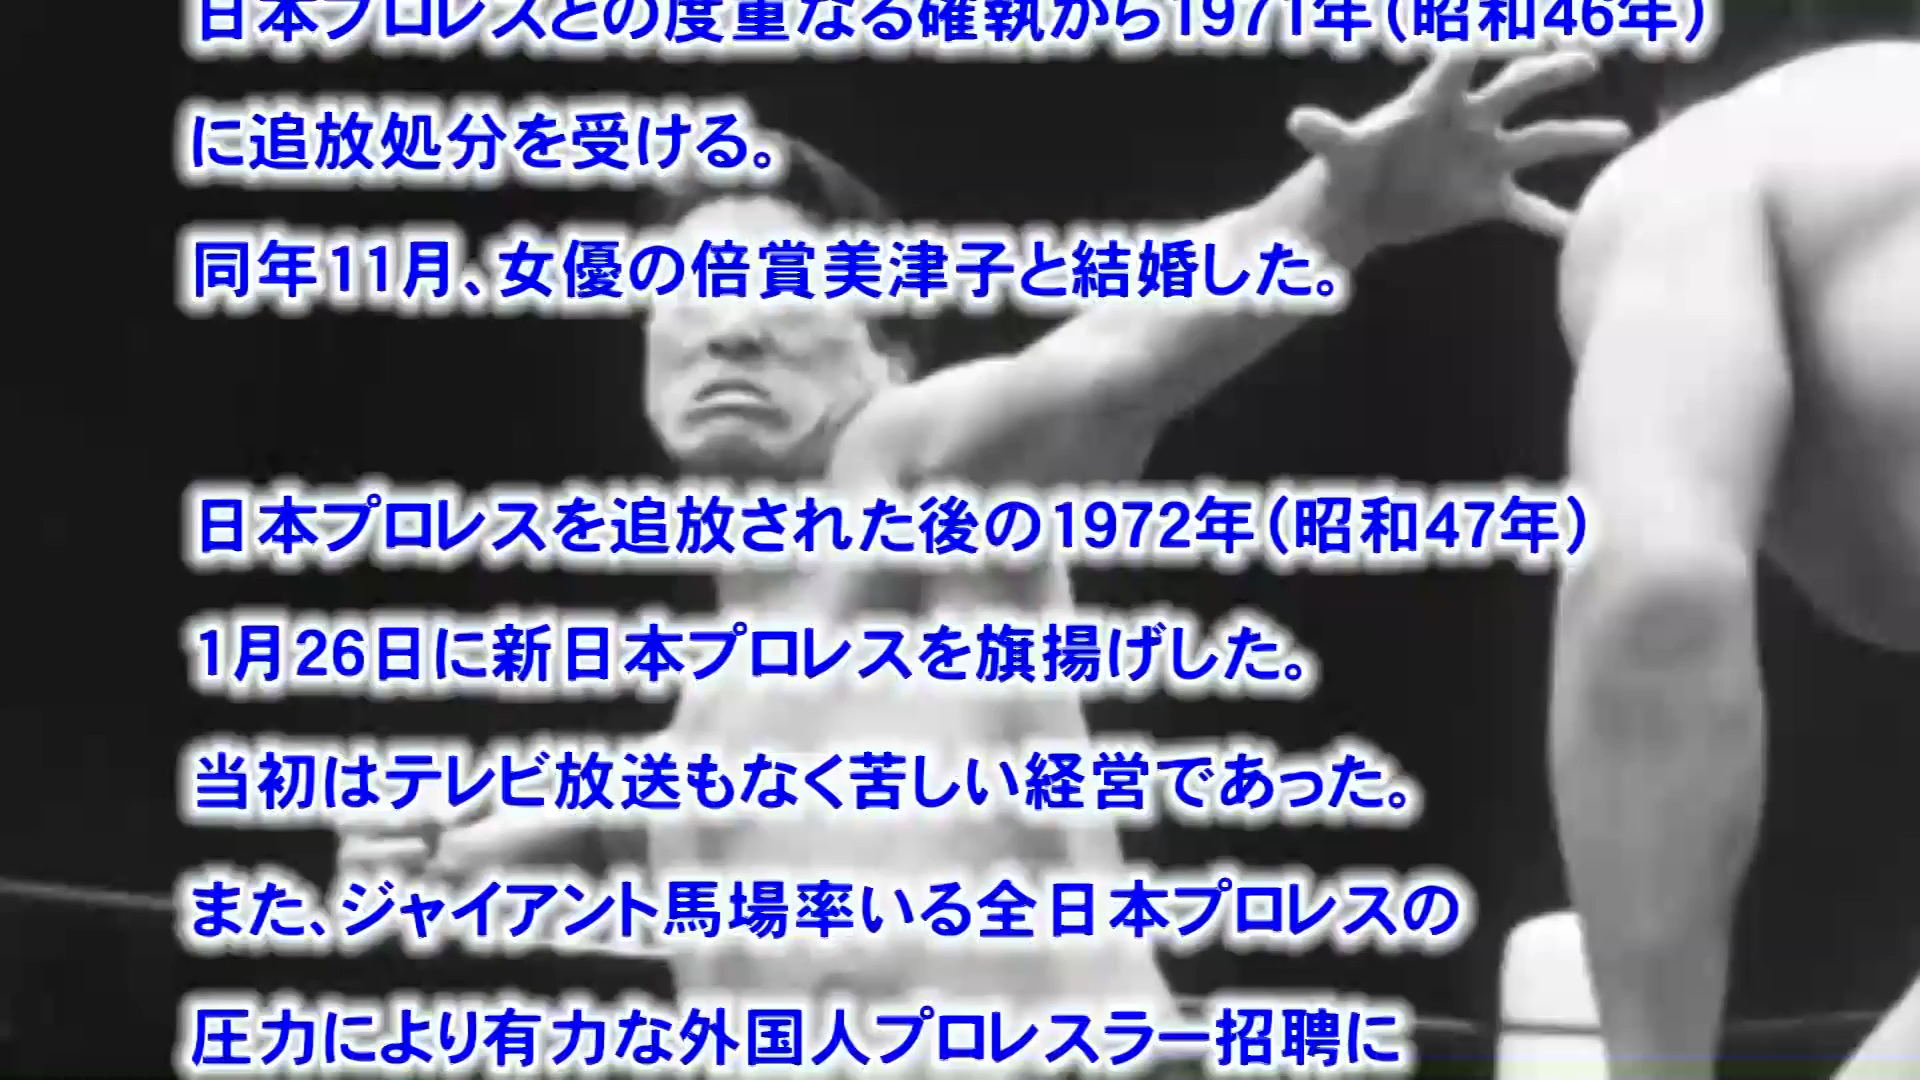 日本プロレスとの度重なる確執から1971年（昭和46年）
に追放処分を受ける。
同年11月、女優の倍賞美津子と結婚した。
日本プロレスを追放された後の1972年（昭和47年）
1月26日に新日本プロレスを旗揚げした。
当初はテレビ放送もなく苦しい経営であった。
また、ジャイアント馬場率いる全日本プロレスの
圧力により有力な外国人プロレスラー招聘に